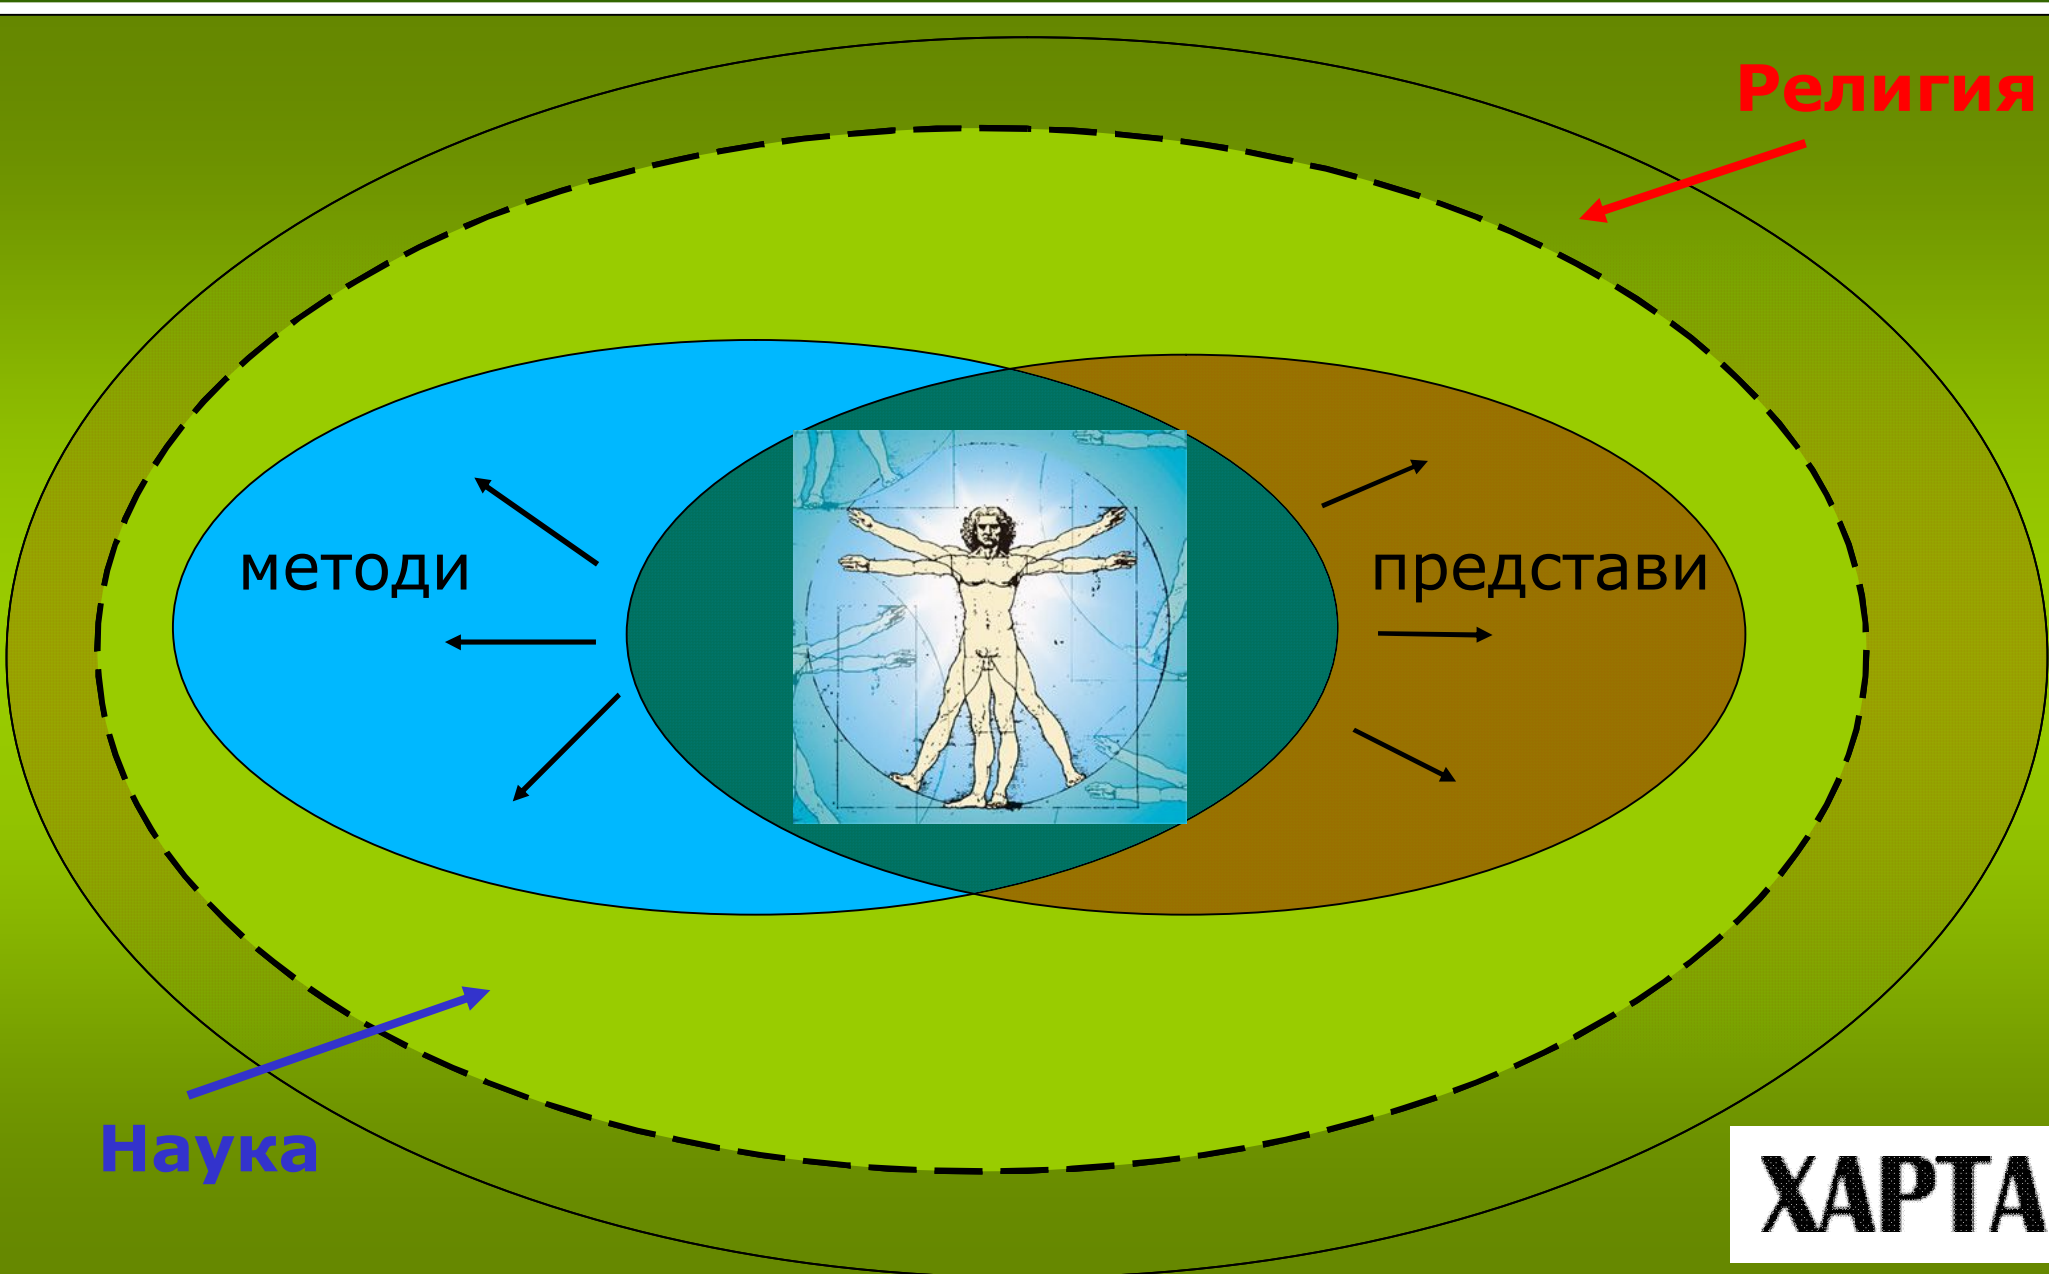 Религия
методи
представи
Наука
ХАРТА